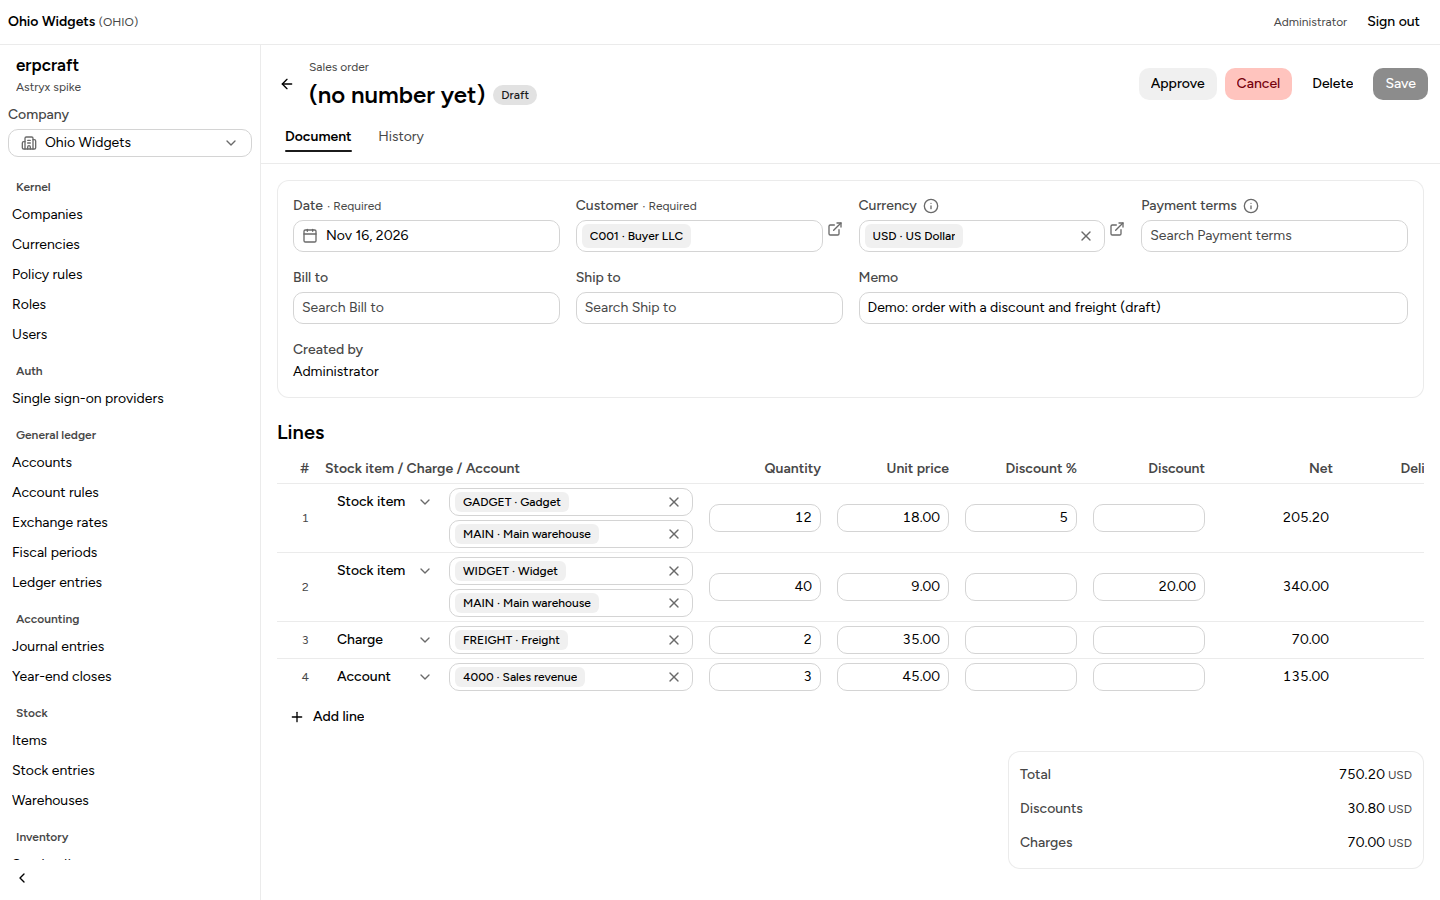 Ohio Widgets (OHIO)
Administrator
Sign out
erpcraft
Astryx spike
Company
Ohio Widgets
Kernel
Companies
Currencies
Policy rules
Roles
Users
Auth
Single sign-on providers
General ledger
Accounts
Account rules
Exchange rates
Fiscal periods
Ledger entries
Accounting
Journal entries
Year-end closes
Stock
Items
Stock entries
Warehouses
Inventory
Sales order
(no number yet) Draft
Approve Cancel Delete Save
Document History
Date · Required Customer · Required Currency Payment terms
Nov 16, 2026 C001 · Buyer LLC USD · US Dollar Search Payment terms
Bill to Ship to Memo
Search Bill to Search Ship to Demo: order with a discount and freight (draft)
Created by
Administrator
Lines
# Stock item / Charge / Account Quantity Unit price Discount % Discount Net Deli
1 Stock item GADGET · Gadget 12 18.00 5 205.20
MAIN · Main warehouse
2 Stock item WIDGET · Widget 40 9.00 20.00 340.00
MAIN · Main warehouse
3 Charge FREIGHT · Freight 2 35.00 70.00
4 Account 4000 · Sales revenue 3 45.00 135.00
Add line
Total 750.20 USD
Discounts 30.80 USD
Charges 70.00 USD